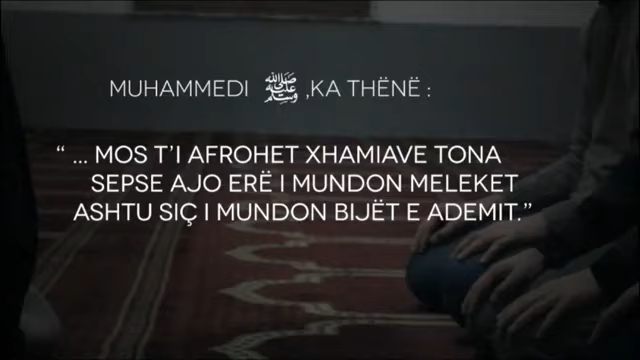 MUHAMMEDI ﷺ ,KA THËNË :
“ ... MOS T’I AFROHET XHAMIAVE TONA
SEPSE AJO ERË I MUNDON MELEKET
ASHTU SIÇ I MUNDON BIJËT E ADEMIT.”